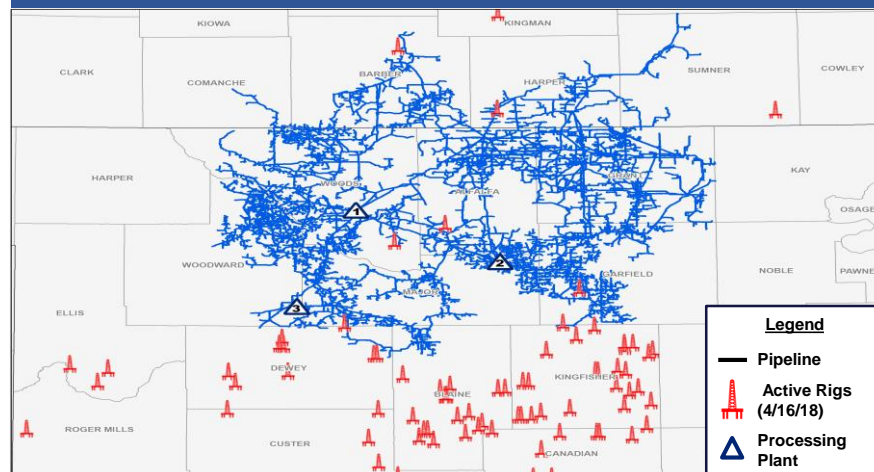 KIOWA
KINGMAN
CLARK
COMANCHE
BARBER
HARPER
SUMNER
COWLEY
HARPER
WOODS
ALFALFA
GRANT
KAY
OSAGE
1
2
3
WOODWARD
MAJOR
GARFIELD
NOBLE
PAWNE
ELLIS
DEWEY
BLAINE
KINGFISHER
ROGER MILLS
CUSTER
CANADIAN
Legend
Pipeline
Active Rigs
(4/16/18)
Processing
Plant